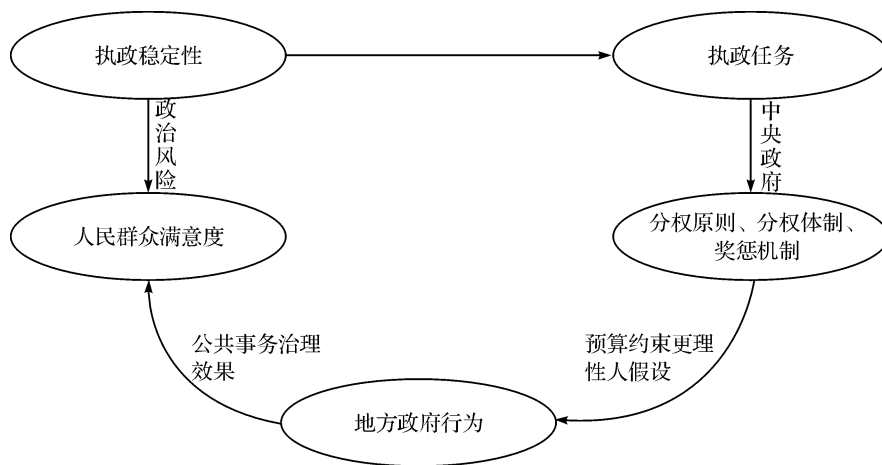 执政稳定性
执政任务
政治风险
中央政府
人民群众满意度
分权原则、分权体制、
奖惩机制
公共事务治理
效果
预算约束更理
性人假设
地方政府行为